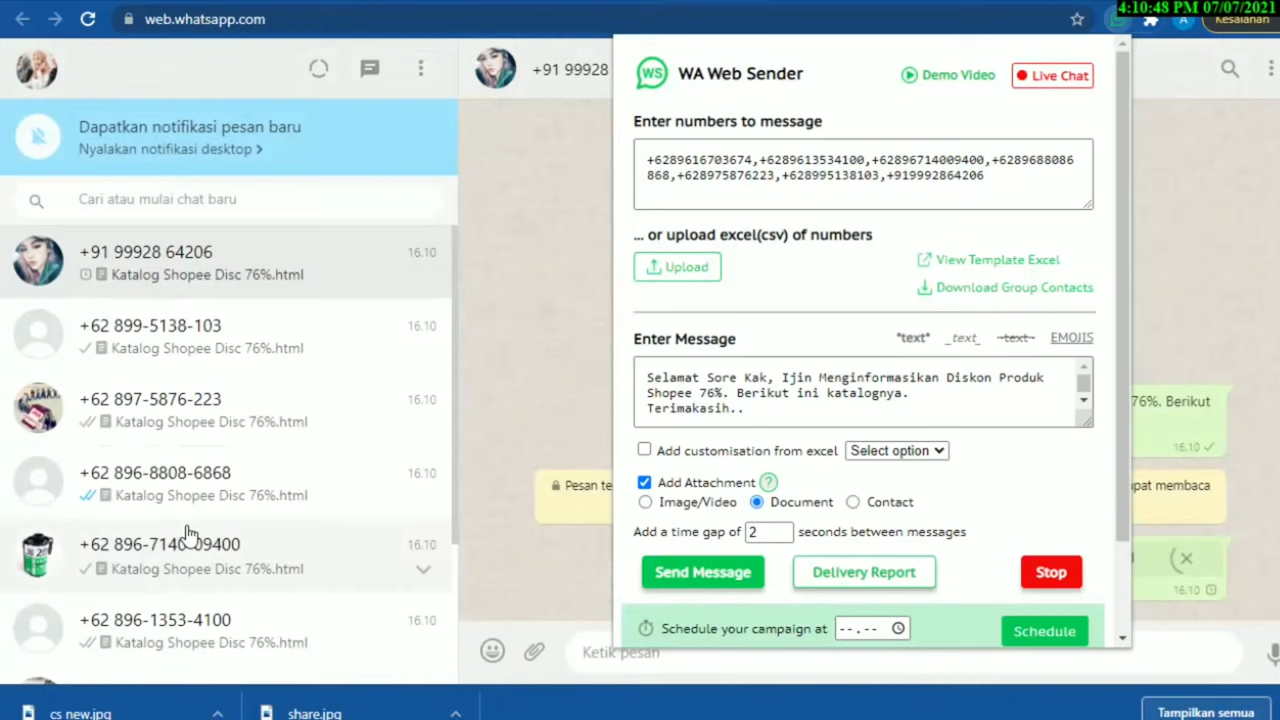 4:10:48 PM 07/07/2021
web.whatsapp.com
Kesalahan
Dapatkan notifikasi pesan baru
Nyalakan notifikasi desktop >
Cari atau mulai chat baru
+91 99928 64206
16.10
Katalog Shopee Disc 76%.html
+62 899-5138-103
16.10
Katalog Shopee Disc 76%.html
+62 897-5876-223
16.10
Katalog Shopee Disc 76%.html
+62 896-8808-6868
16.10
Katalog Shopee Disc 76%.html
+62 896-7140-09400
16.10
Katalog Shopee Disc 76%.html
+62 896-1353-4100
16.10
Katalog Shopee Disc 76%.html
+91 99928
WS
WA Web Sender
Demo Video
Live Chat
Enter numbers to message
+6289616703674,+6289613534100,+62896714009400,+6289688086
868,+628975876223,+628995138103,+919992864206
... or upload excel(csv) of numbers
Upload
View Template Excel
Download Group Contacts
Enter Message
*text*
_text_
~text~
EMOJIS
Selamat Sore Kak, Ijin Menginformasikan Diskon Produk
Shopee 76%. Berikut ini katalognya.
Terimakasih..
Add customisation from excel
Select option
Add Attachment ?
Image/Video
Document
Contact
Add a time gap of 2 seconds between messages
Send Message
Delivery Report
Stop
Schedule your campaign at --.--
Schedule
76%. Berikut
16.10
Pesan te
pat membaca
16.10
Ketik pesan
cs new.jpg
share.jpg
Tampilkan semua